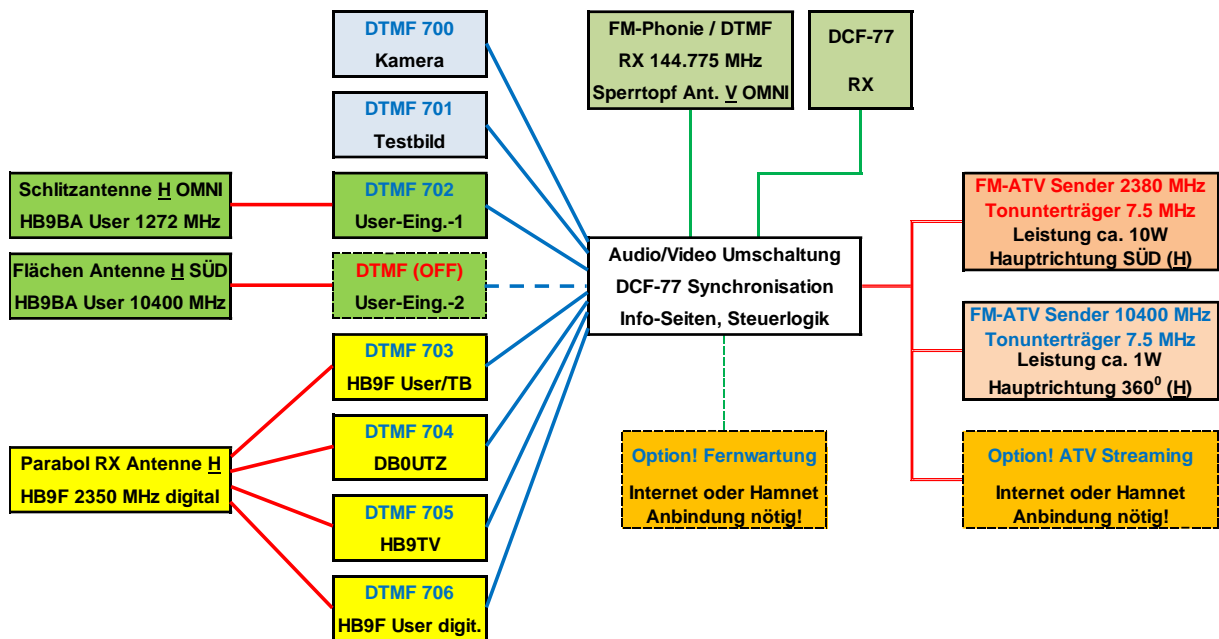 DTMF 700
Kamera
DTMF 701
Testbild
FM-Phonie / DTMF
RX 144.775 MHz
Sperrtopf Ant. V OMNI
DCF-77
RX
Schlitzantenne H OMNI
HB9BA User 1272 MHz
DTMF 702
User-Eing.-1
Flächen Antenne H SÜD
HB9BA User 10400 MHz
DTMF (OFF)
User-Eing.-2
Audio/Video Umschaltung
DCF-77 Synchronisation
Info-Seiten, Steuerlogik
FM-ATV Sender 2380 MHz
Tonunterträger 7.5 MHz
Leistung ca. 10W
Hauptrichtung SÜD (H)
FM-ATV Sender 10400 MHz
Tonunterträger 7.5 MHz
Leistung ca. 1W
Hauptrichtung 360⁰ (H)
DTMF 703
HB9F User/TB
Parabol RX Antenne H
HB9F 2350 MHz digital
DTMF 704
DB0UTZ
DTMF 705
HB9TV
DTMF 706
HB9F User digit.
Option! Fernwartung
Internet oder Hamnet
Anbindung nötig!
Option! ATV Streaming
Internet oder Hamnet
Anbindung nötig!